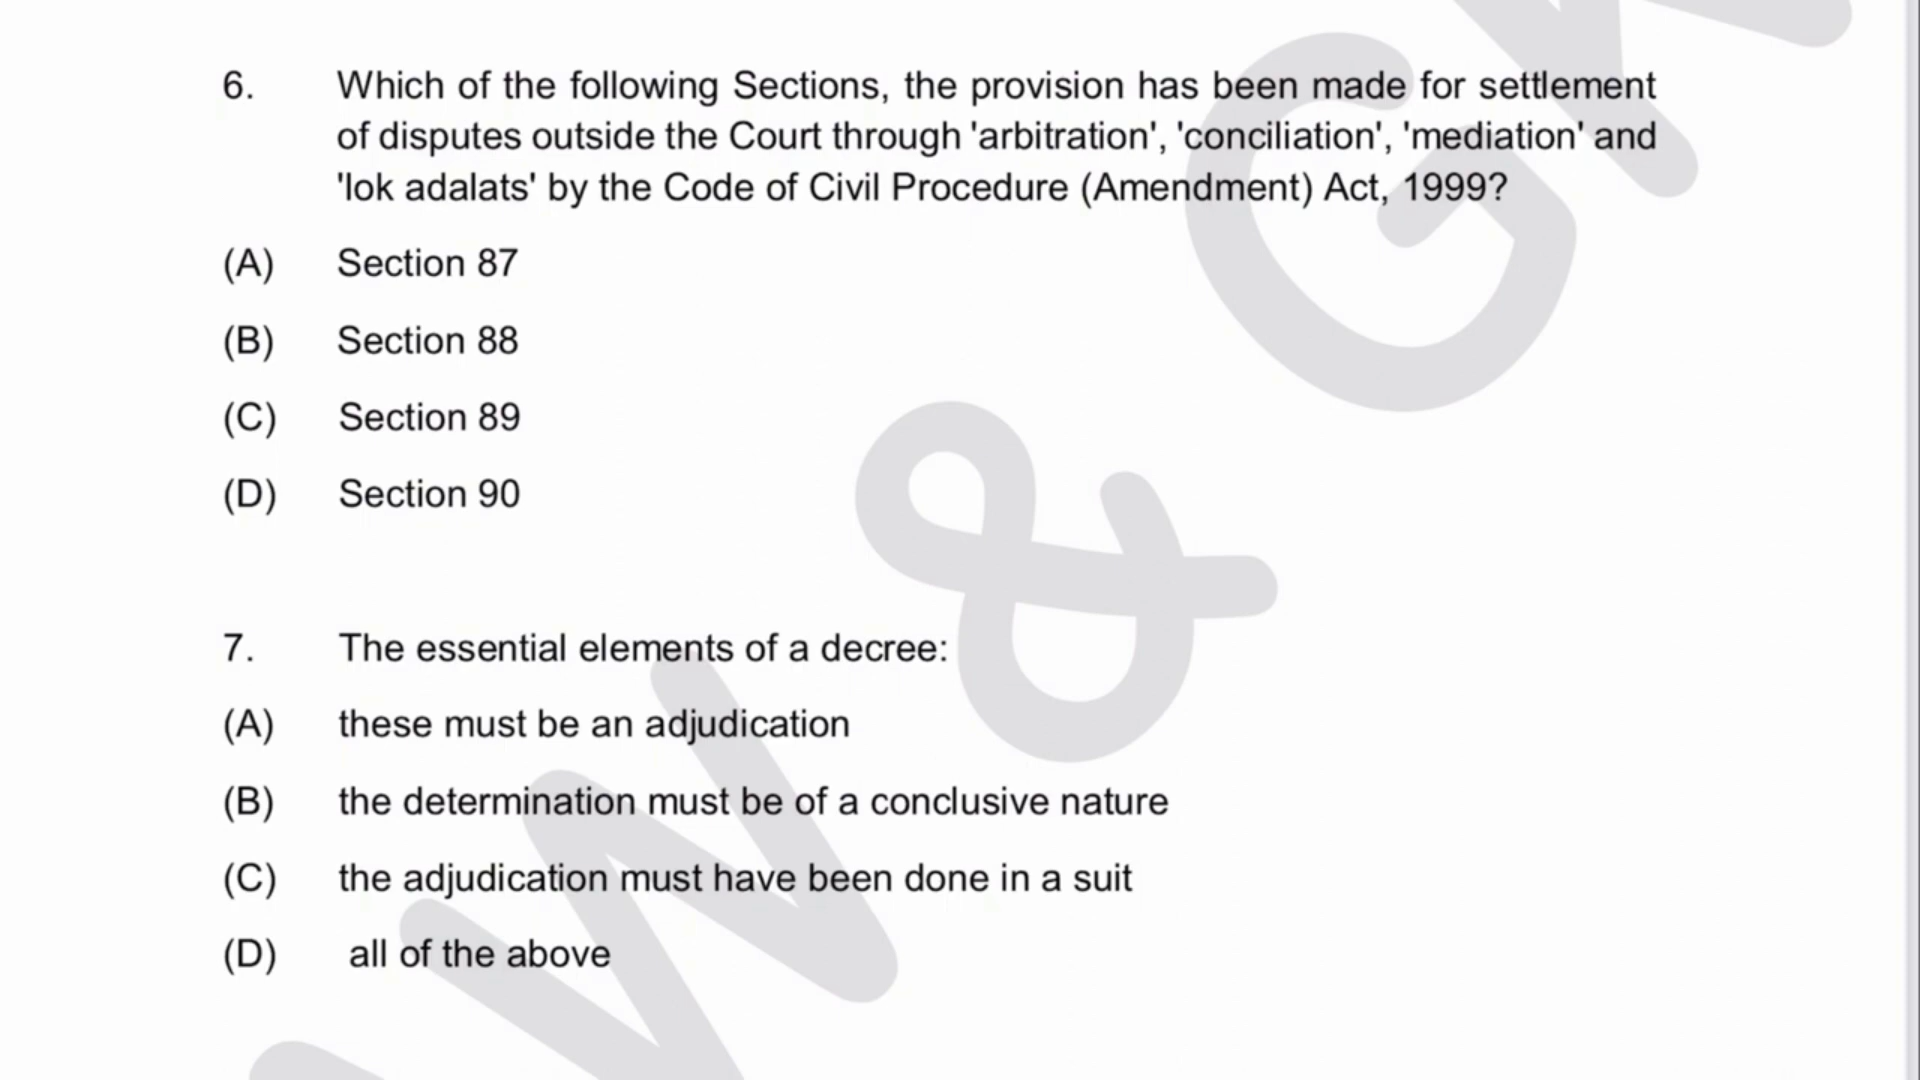 6. Which of the following Sections, the provision has been made for settlement
of disputes outside the Court through 'arbitration', 'conciliation', 'mediation' and
'lok adalats' by the Code of Civil Procedure (Amendment) Act, 1999?
(A) Section 87
(B) Section 88
(C) Section 89
(D) Section 90
7. The essential elements of a decree:
(A) these must be an adjudication
(B) the determination must be of a conclusive nature
(C) the adjudication must have been done in a suit
(D) all of the above
W & GK